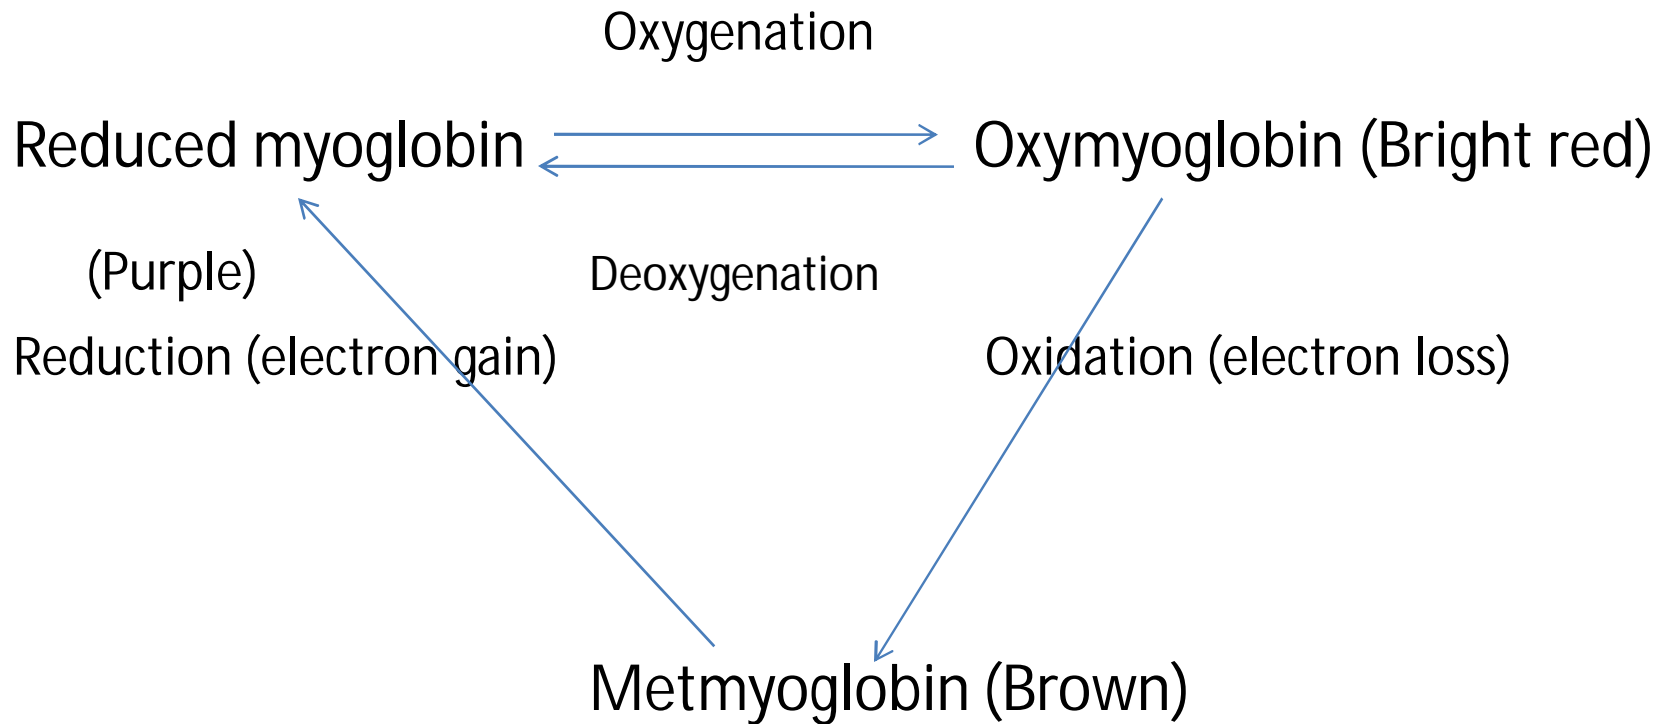 Oxygenation
Reduced myoglobin Oxymyoglobin (Bright red)
(Purple) Deoxygenation
Reduction (electron gain) Oxidation (electron loss)
Metmyoglobin (Brown)